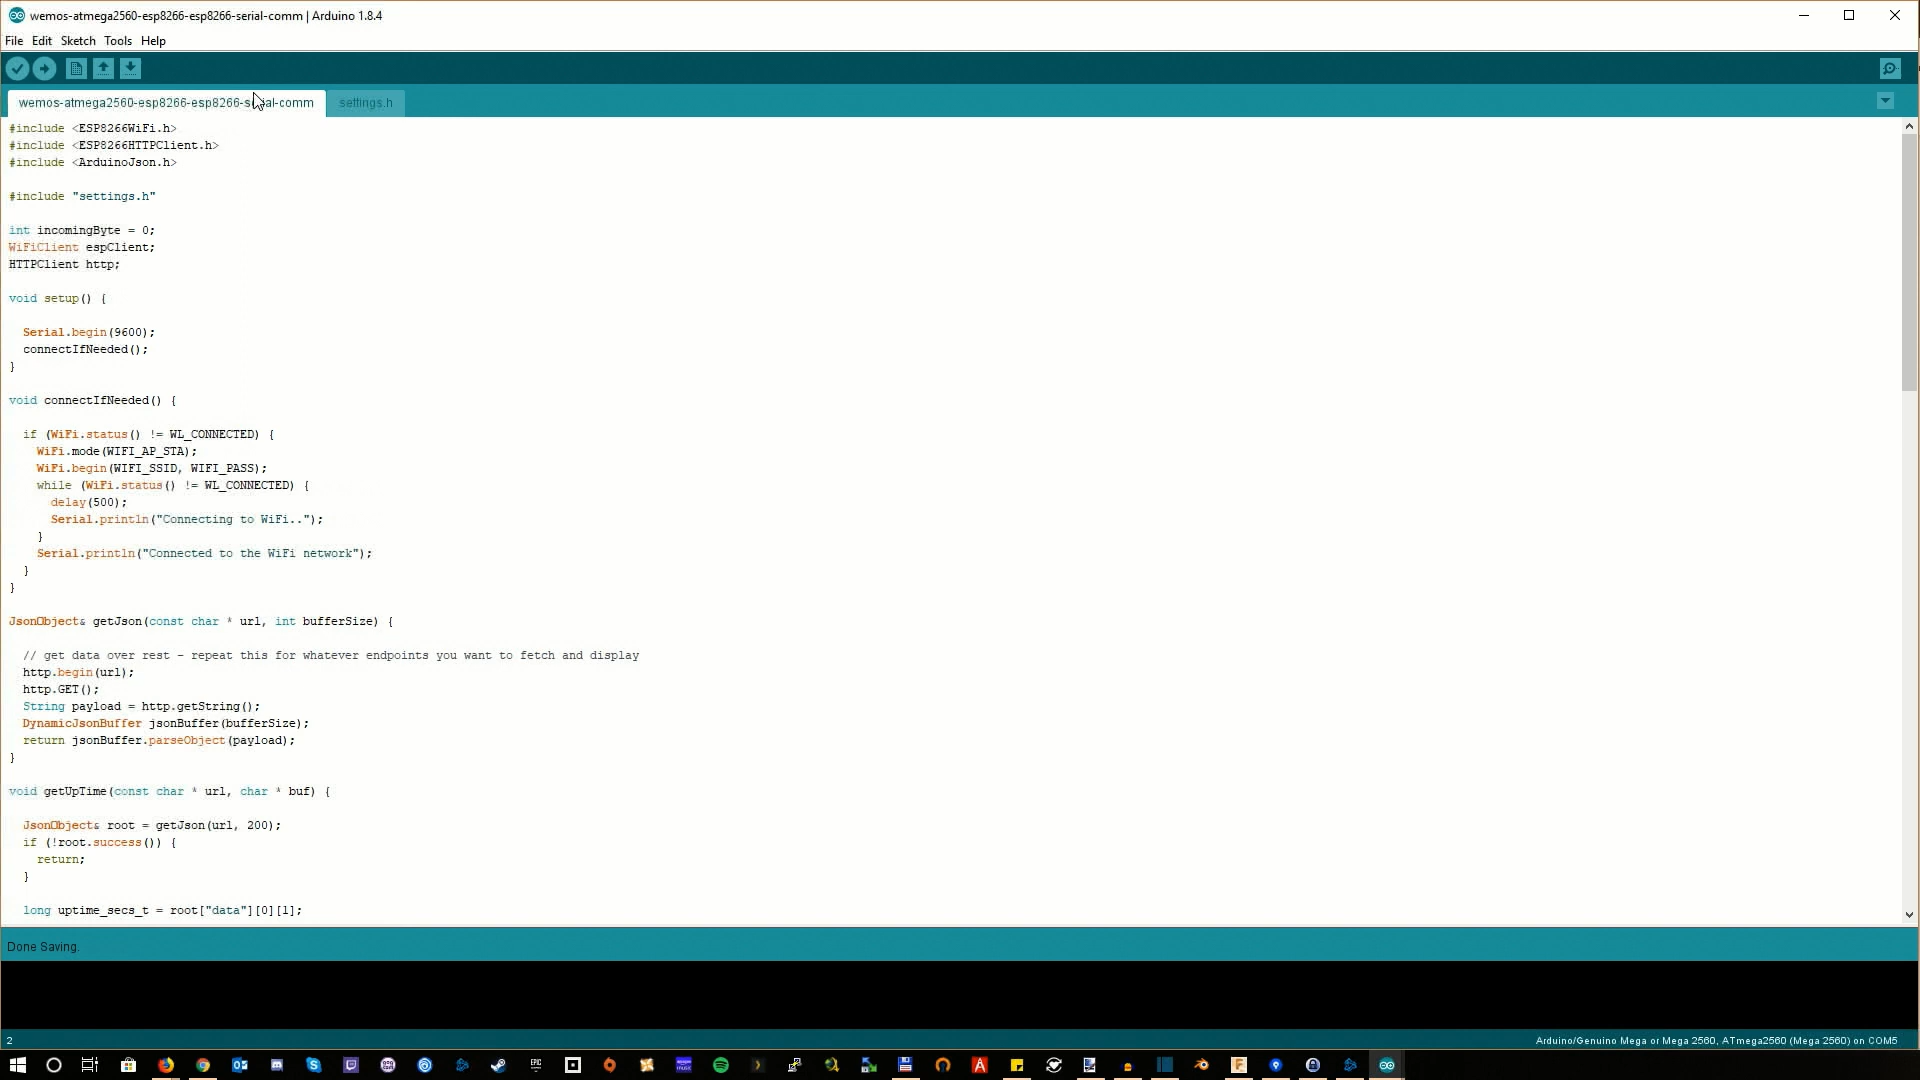 wemos-atmega2560-esp8266-esp8266-serial-comm | Arduino 1.8.4
File Edit Sketch Tools Help
wemos-atmega2560-esp8266-esp8266-serial-comm settings.h
#include <ESP8266WiFi.h>
#include <ESP8266HTTPClient.h>
#include <ArduinoJson.h>
#include "settings.h"
int incomingByte = 0;
WiFiClient espClient;
HTTPClient http;
void setup() {
Serial.begin(9600);
connectIfNeeded();
}
void connectIfNeeded() {
if (WiFi.status() != WL_CONNECTED) {
WiFi.mode(WIFI_AP_STA);
WiFi.begin(WIFI_SSID, WIFI_PASS);
while (WiFi.status() != WL_CONNECTED) {
delay(500);
Serial.println("Connecting to WiFi..");
}
Serial.println("Connected to the WiFi network");
}
}
JsonObject& getJson(const char * url, int bufferSize) {
// get data over rest - repeat this for whatever endpoints you want to fetch and display
http.begin(url);
http.GET();
String payload = http.getString();
DynamicJsonBuffer jsonBuffer(bufferSize);
return jsonBuffer.parseObject(payload);
}
void getUpTime(const char * url, char * buf) {
JsonObject& root = getJson(url, 200);
if (!root.success()) {
return;
}
long uptime_secs_t = root["data"][0][1];
Done Saving.
2 Arduino/Genuino Mega or Mega 2560, ATmega2560 (Mega 2560) on COM5